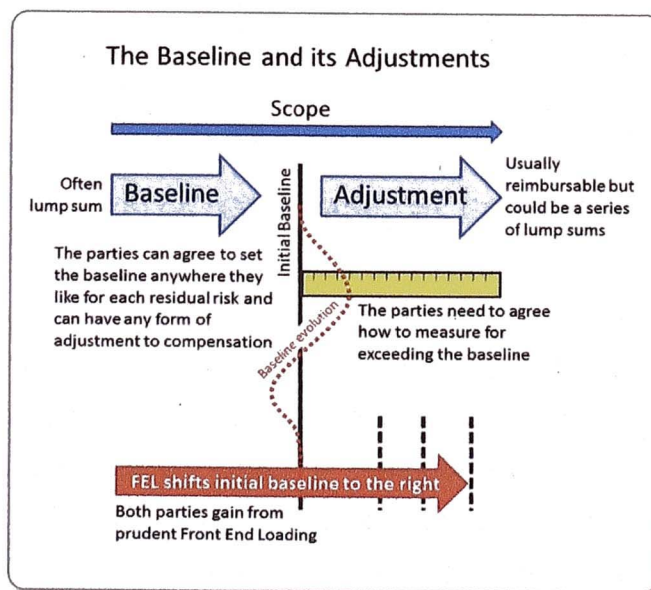 The Baseline and its Adjustments
Scope
Often
lump sum
Baseline
Initial Baseline
Adjustment
Usually
reimbursable but
could be a series
of lump sums
The parties can agree to set
the baseline anywhere they
like for each residual risk and
can have any form of
adjustment to compensation
Baseline evolution
The parties need to agree
how to measure for
exceeding the baseline
FEL shifts initial baseline to the right
Both parties gain from
prudent Front End Loading